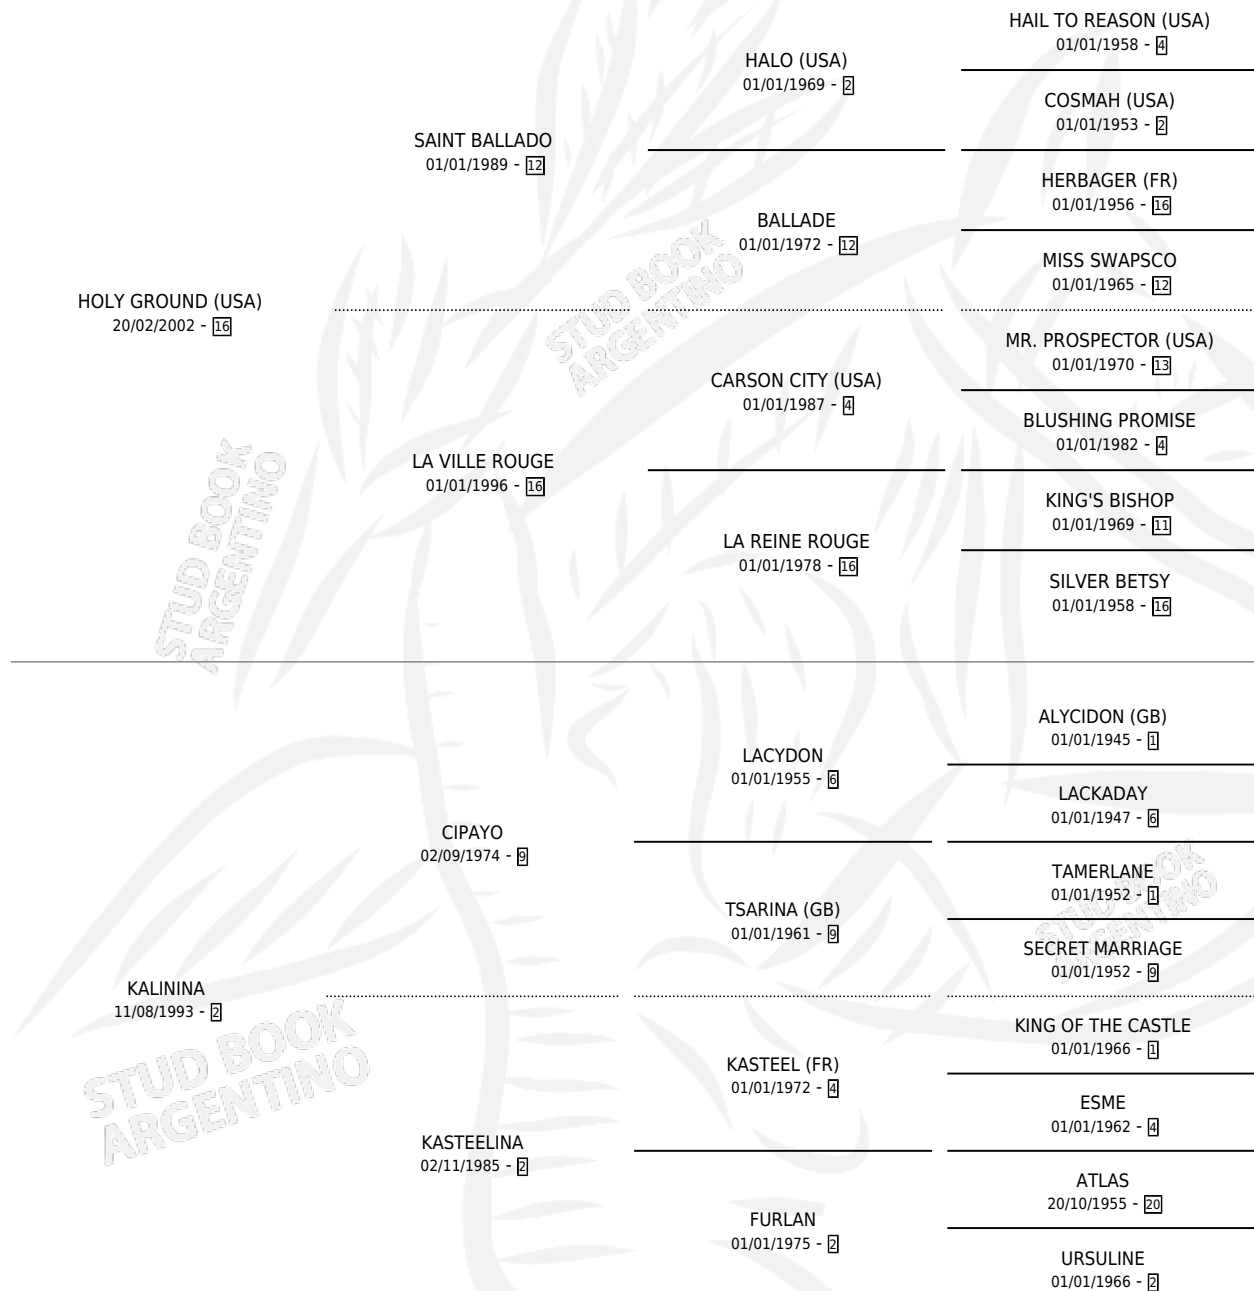 HAIL TO REASON (USA)
01/01/1958 - 4
HALO (USA)
01/01/1969 - 2
COSMAH (USA)
01/01/1953 - 2
SAINT BALLADO
01/01/1989 - 12
HERBAGER (FR)
01/01/1956 - 16
BALLADE
01/01/1972 - 12
MISS SWAPSCO
01/01/1965 - 12
HOLY GROUND (USA)
20/02/2002 - 16
MR. PROSPECTOR (USA)
01/01/1970 - 13
CARSON CITY (USA)
01/01/1987 - 4
BLUSHING PROMISE
01/01/1982 - 4
LA VILLE ROUGE
01/01/1996 - 16
KING'S BISHOP
01/01/1969 - 11
LA REINE ROUGE
01/01/1978 - 16
SILVER BETSY
01/01/1958 - 16
STUD BOOK
ARGENTINO
STUD BOOK
ARGENTINO
ALYCIDON (GB)
01/01/1945 - 1
LACYDON
01/01/1955 - 6
LACKADAY
01/01/1947 - 6
CIPAYO
02/09/1974 - 9
TAMERLANE
01/01/1952 - 1
TSARINA (GB)
01/01/1961 - 9
SECRET MARRIAGE
01/01/1952 - 9
KALININA
11/08/1993 - 2
KING OF THE CASTLE
01/01/1966 - 1
KASTEEL (FR)
01/01/1972 - 4
ESME
01/01/1962 - 4
KASTEELINA
02/11/1985 - 2
ATLAS
20/10/1955 - 20
FURLAN
01/01/1975 - 2
URSULINE
01/01/1966 - 2
STUD BOOK
ARGENTINO
STUD BOOK
ARGENTINO